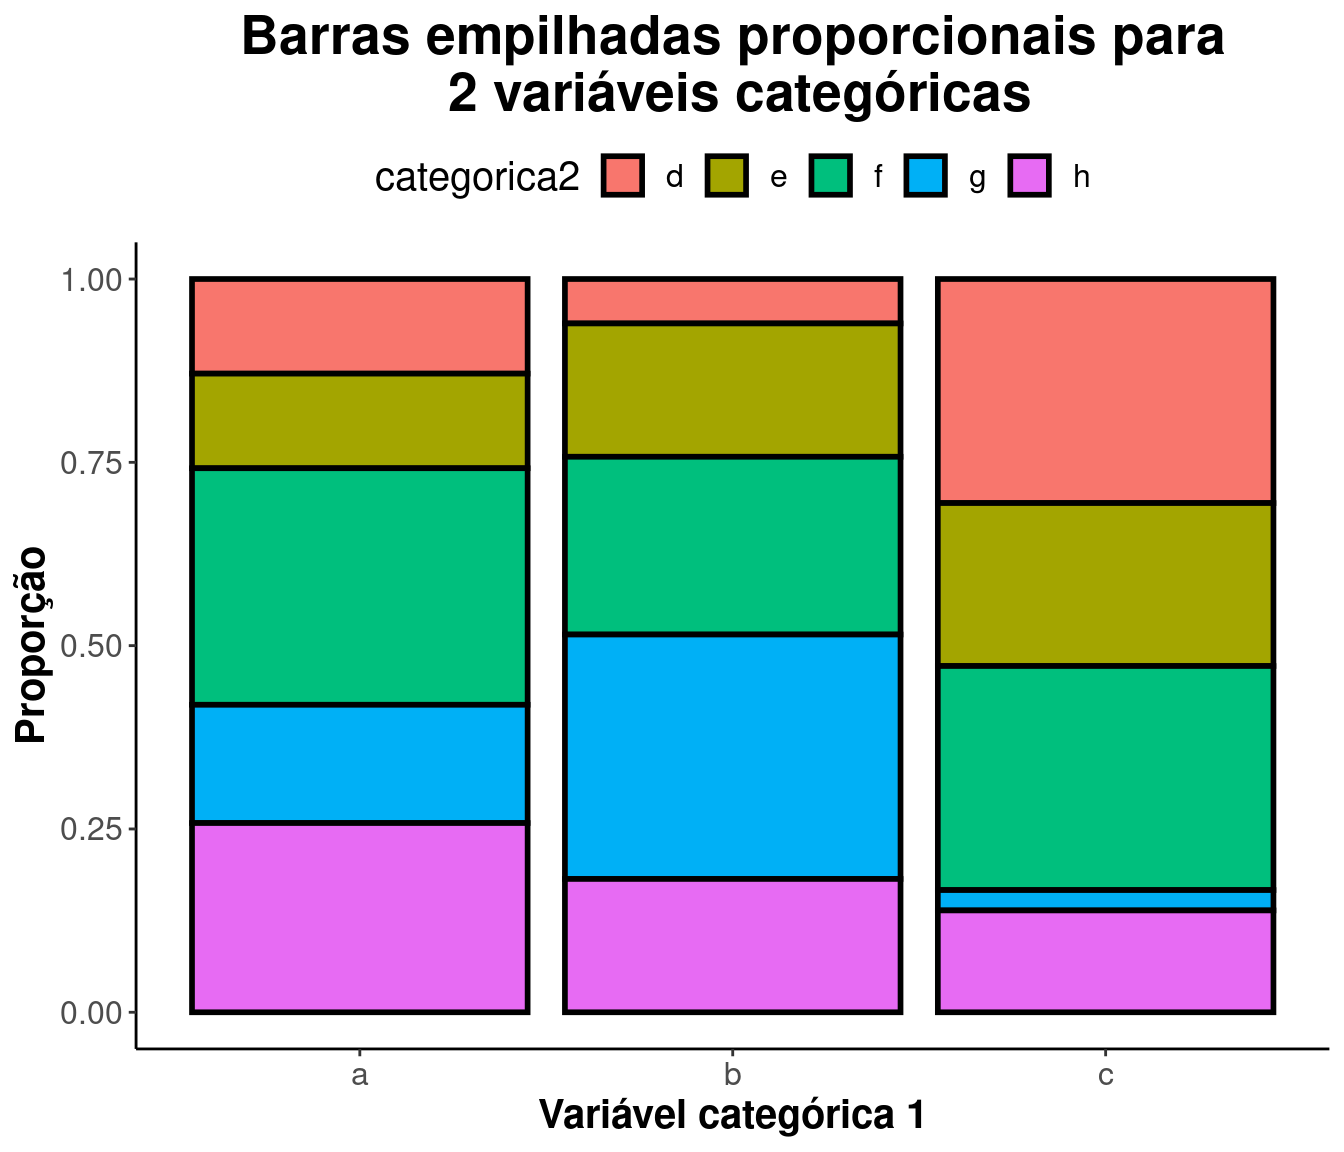 Barras empilhadas proporcionais para
2 variáveis categóricas
categorica2 d e f g h
1.00
0.75
0.50
0.25
0.00
Proporção
a b c
Variável categórica 1